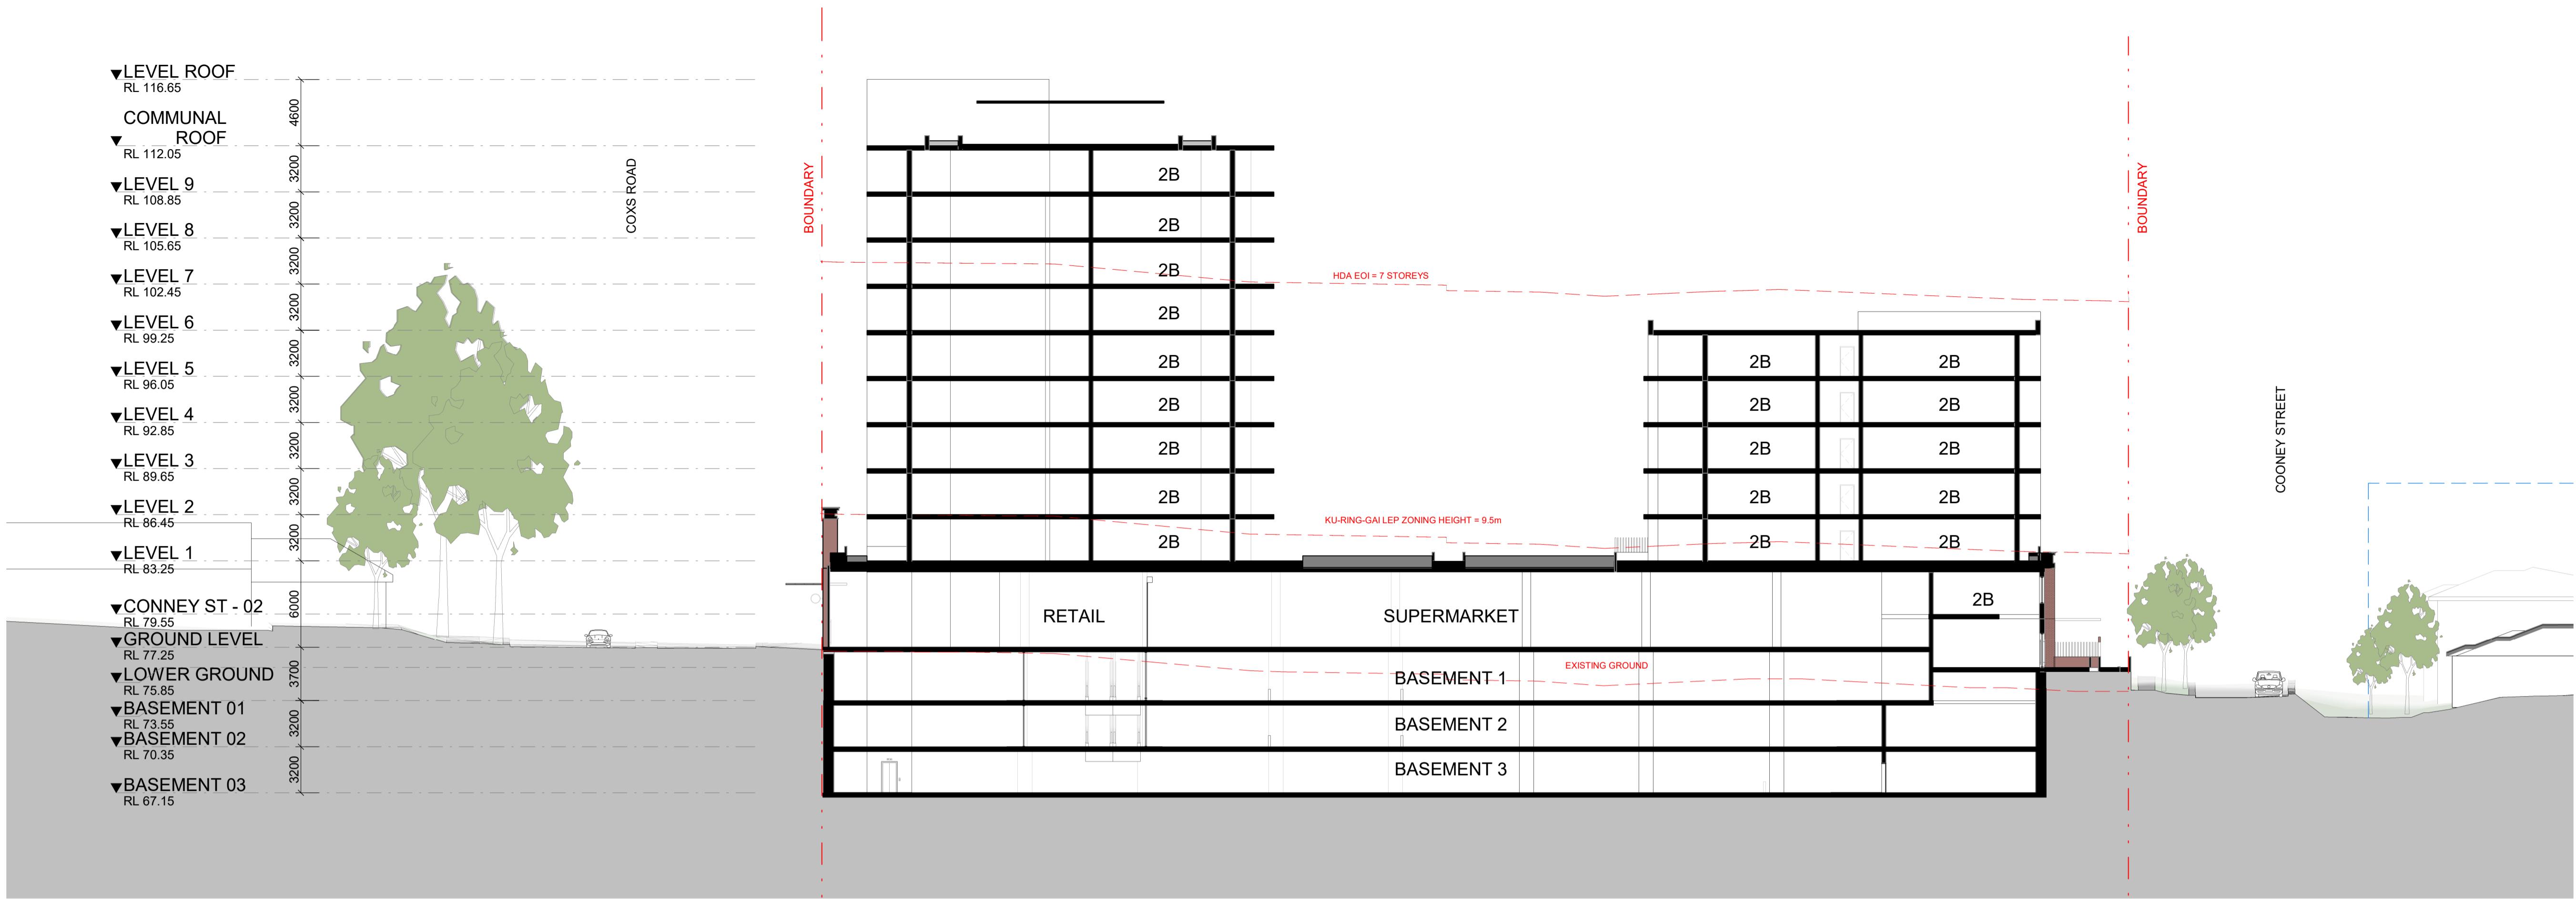 LEVEL ROOF
RL 116.65
COMMUNAL
ROOF
RL 112.05
LEVEL 9
RL 108.85
LEVEL 8
RL 105.65
LEVEL 7
RL 102.45
LEVEL 6
RL 99.25
LEVEL 5
RL 96.05
LEVEL 4
RL 92.85
LEVEL 3
RL 89.65
LEVEL 2
RL 86.45
LEVEL 1
RL 83.25
CONNEY ST - 02
RL 79.55
GROUND LEVEL
RL 77.25
LOWER GROUND
RL 75.85
BASEMENT 01
RL 73.55
BASEMENT 02
RL 70.35
BASEMENT 03
RL 67.15
4600
3200
3200
3200
3200
3200
3200
3200
3200
3200
6000
3700
3200
3200
COXS ROAD
BOUNDARY
2B
2B
2B
2B
2B
2B
2B
2B
2B
HDA EOI = 7 STOREYS
KU-RING-GAI LEP ZONING HEIGHT = 9.5m
2B
2B
2B
2B
2B
2B
2B
2B
2B
2B
RETAIL
SUPERMARKET
2B
EXISTING GROUND
BASEMENT 1
BASEMENT 2
BASEMENT 3
BOUNDARY
COONEY STREET